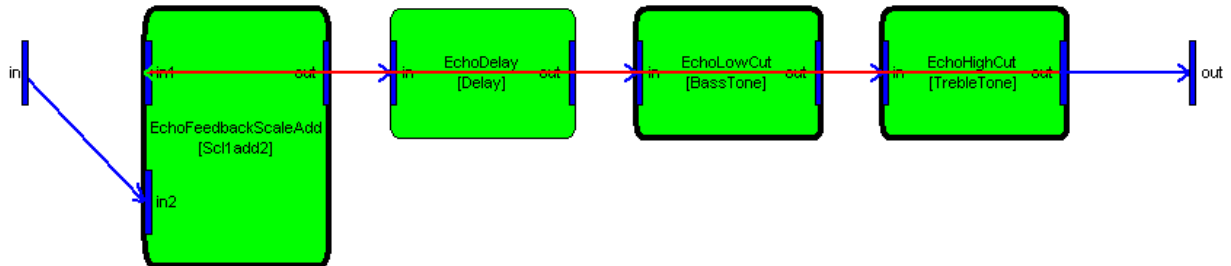 in
in1
out
EchoFeedbackScaleAdd
[Scl1add2]
in2
in
EchoDelay
[Delay]
out
in
EchoLowCut
[BassTone]
out
in
EchoHighCut
[TrebleTone]
out
out